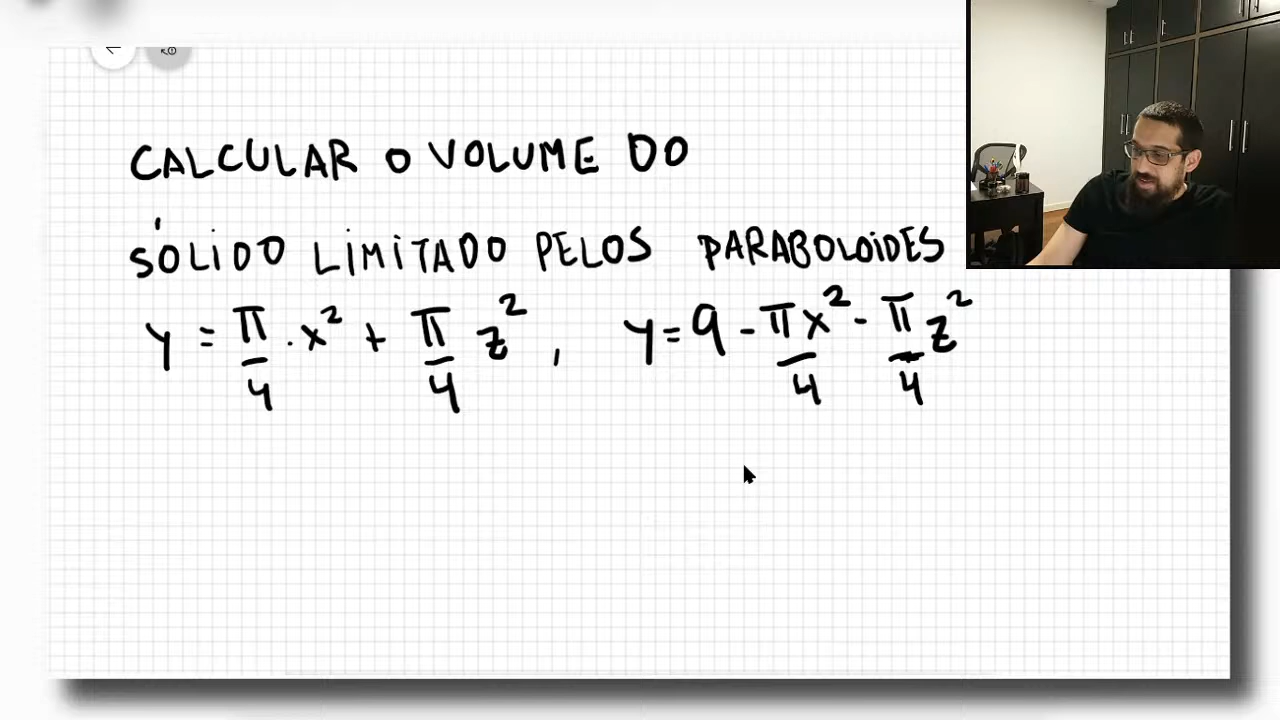 CALCULAR O VOLUME DO
SÓLIDO LIMITADO PELOS PARABOLOIDES
y = π/4 · x² + π/4 z² , y = 9 - πx²/4 - π/4 z²